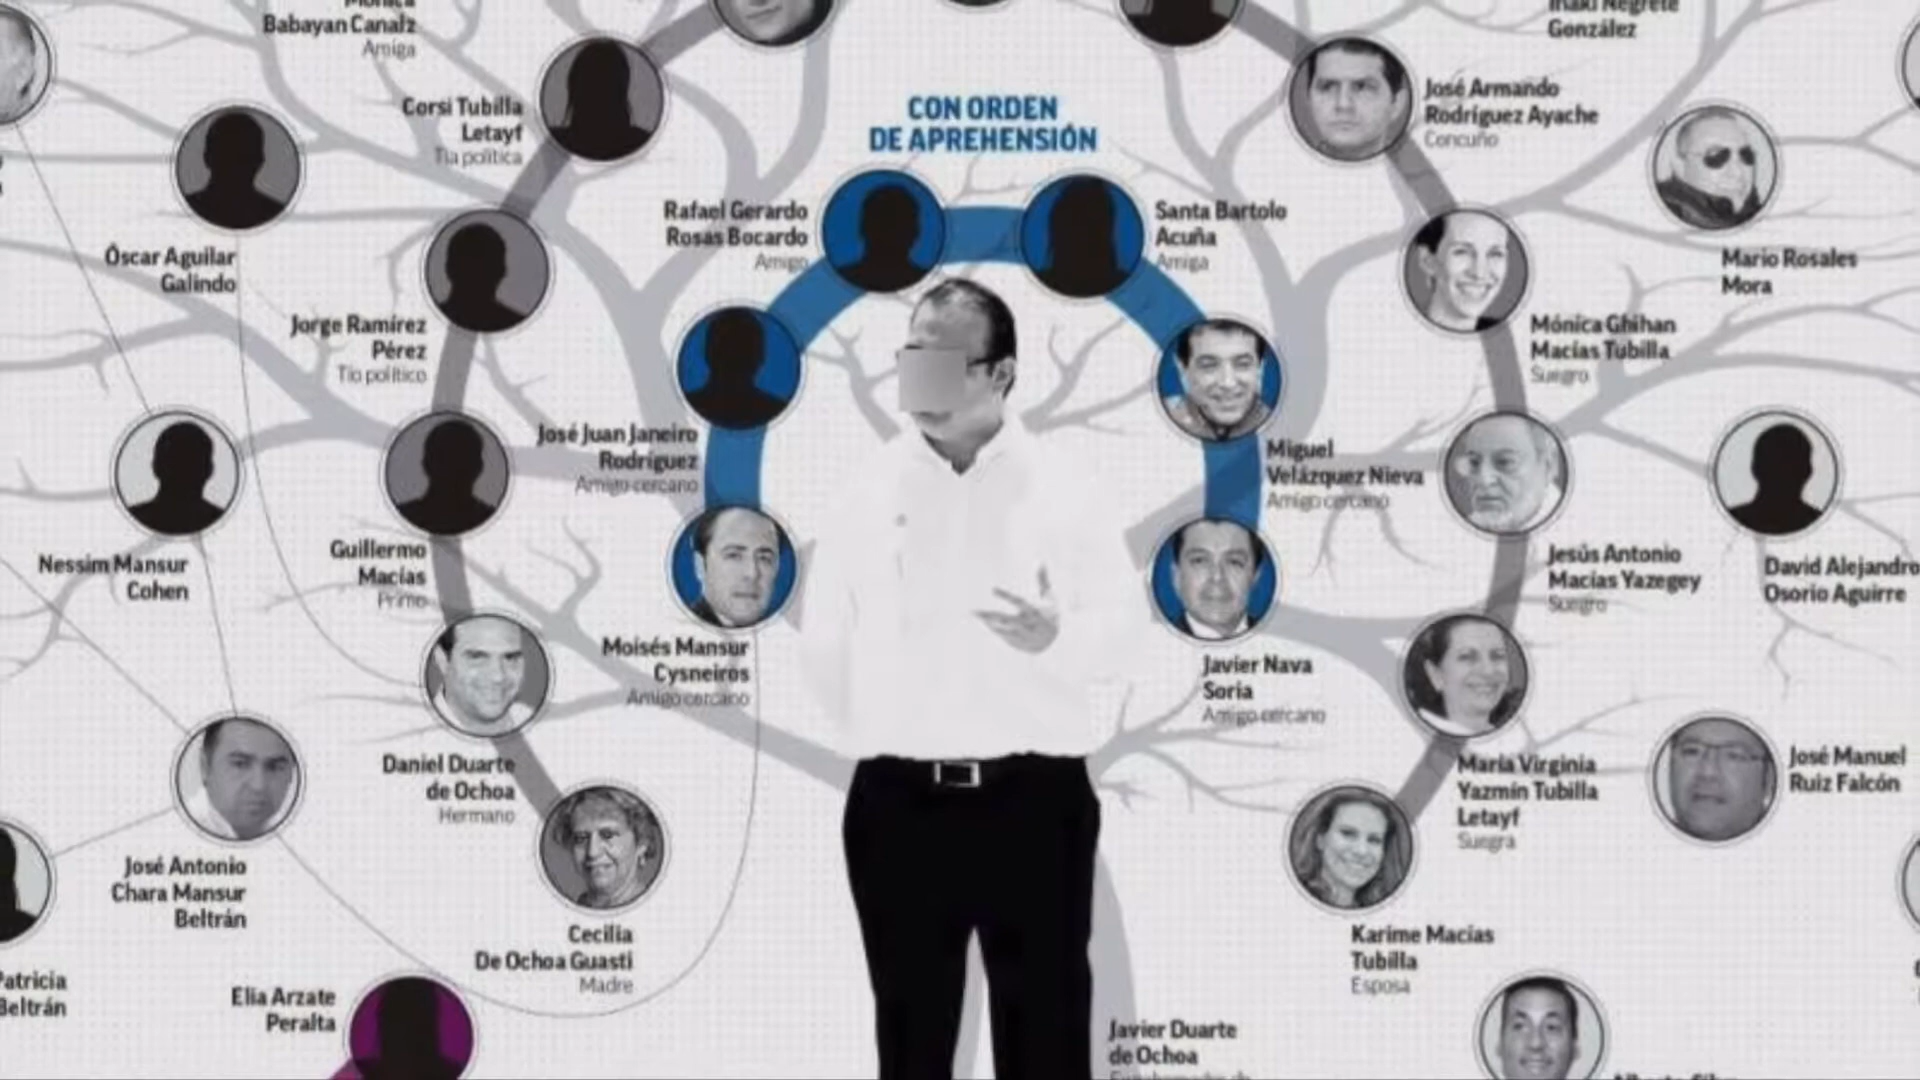 Mónica
Babayan Canalz
Amiga
Iñaki Negrete
González
Corsi Tubilla
Letayf
Tía política
CON ORDEN
DE APREHENSIÓN
José Armando
Rodríguez Ayache
Concuño
Rafael Gerardo
Rosas Bocardo
Amigo
Santa Bartolo
Acuña
Amiga
Óscar Aguilar
Galindo
Mario Rosales
Mora
Jorge Ramírez
Pérez
Tío político
Mónica Ghihan
Macías Tubilla
Suegro
José Juan Janeiro
Rodríguez
Amigo cercano
Miguel
Velázquez Nieva
Amigo cercano
Nessim Mansur
Cohen
Guillermo
Macías
Primo
Jesús Antonio
Macías Yazegey
Suegro
David Alejandro
Osorio Aguirre
Moisés Mansur
Cysneiros
Amigo cercano
Javier Nava
Soria
Amigo cercano
Daniel Duarte
de Ochoa
Hermano
María Virginia
Yazmín Tubilla
Letayf
Suegra
José Manuel
Ruiz Falcón
José Antonio
Chara Mansur
Beltrán
Cecilia
De Ochoa Guasti
Madre
Karime Macías
Tubilla
Esposa
Patricia
Beltrán
Elia Arzate
Peralta
Javier Duarte
de Ochoa